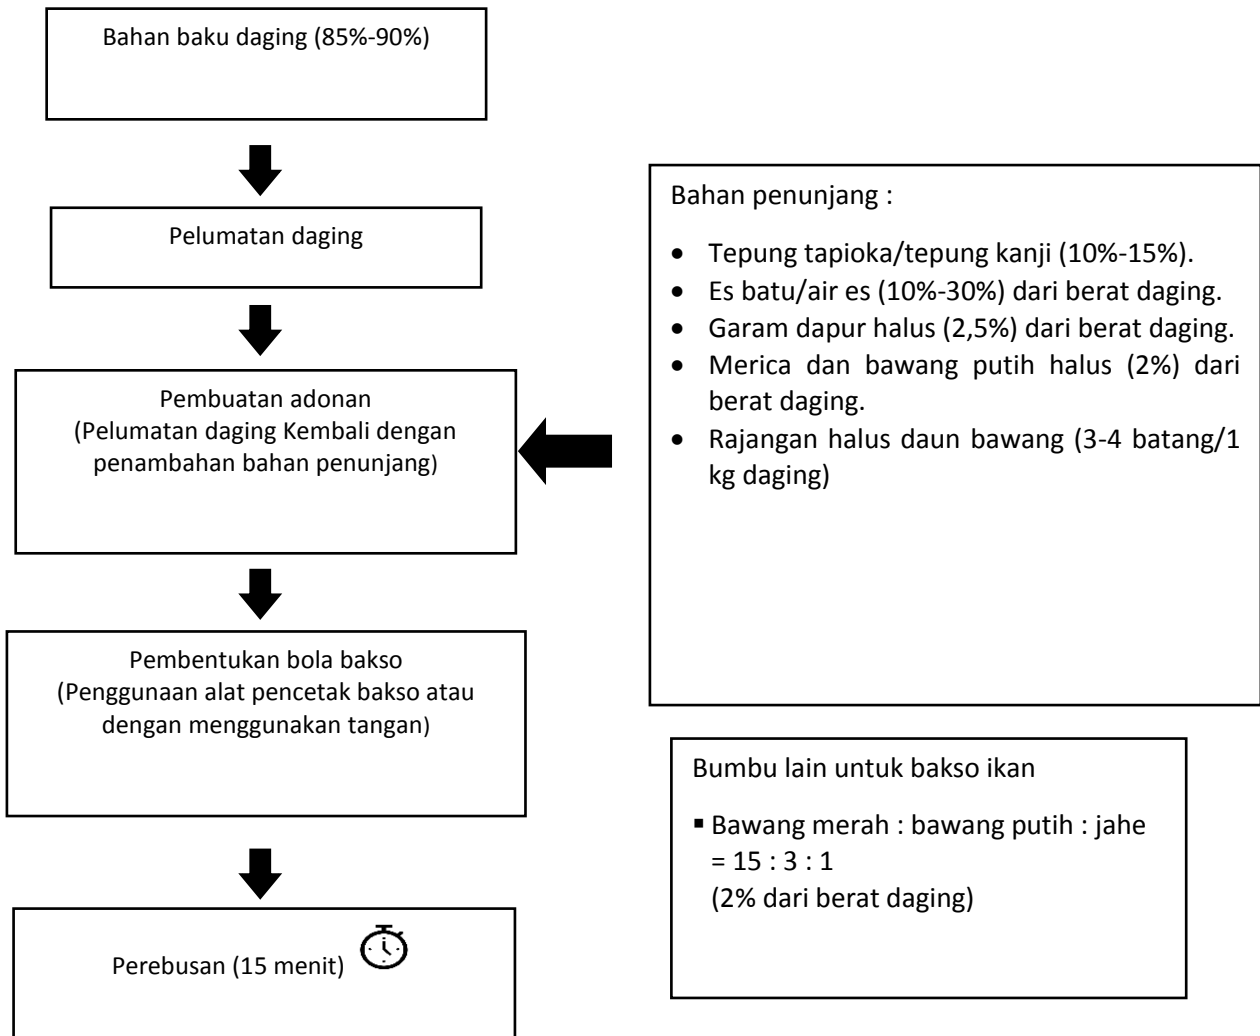 Bahan baku daging (85%-90%)
Pelumatan daging
Pembuatan adonan
(Pelumatan daging Kembali dengan
penambahan bahan penunjang)
Pembentukan bola bakso
(Penggunaan alat pencetak bakso atau
dengan menggunakan tangan)
Perebusan (15 menit)
Bahan penunjang :
• Tepung tapioka/tepung kanji (10%-15%).
• Es batu/air es (10%-30%) dari berat daging.
• Garam dapur halus (2,5%) dari berat daging.
• Merica dan bawang putih halus (2%) dari
berat daging.
• Rajangan halus daun bawang (3-4 batang/1
kg daging)
Bumbu lain untuk bakso ikan
▪ Bawang merah : bawang putih : jahe
= 15 : 3 : 1
(2% dari berat daging)